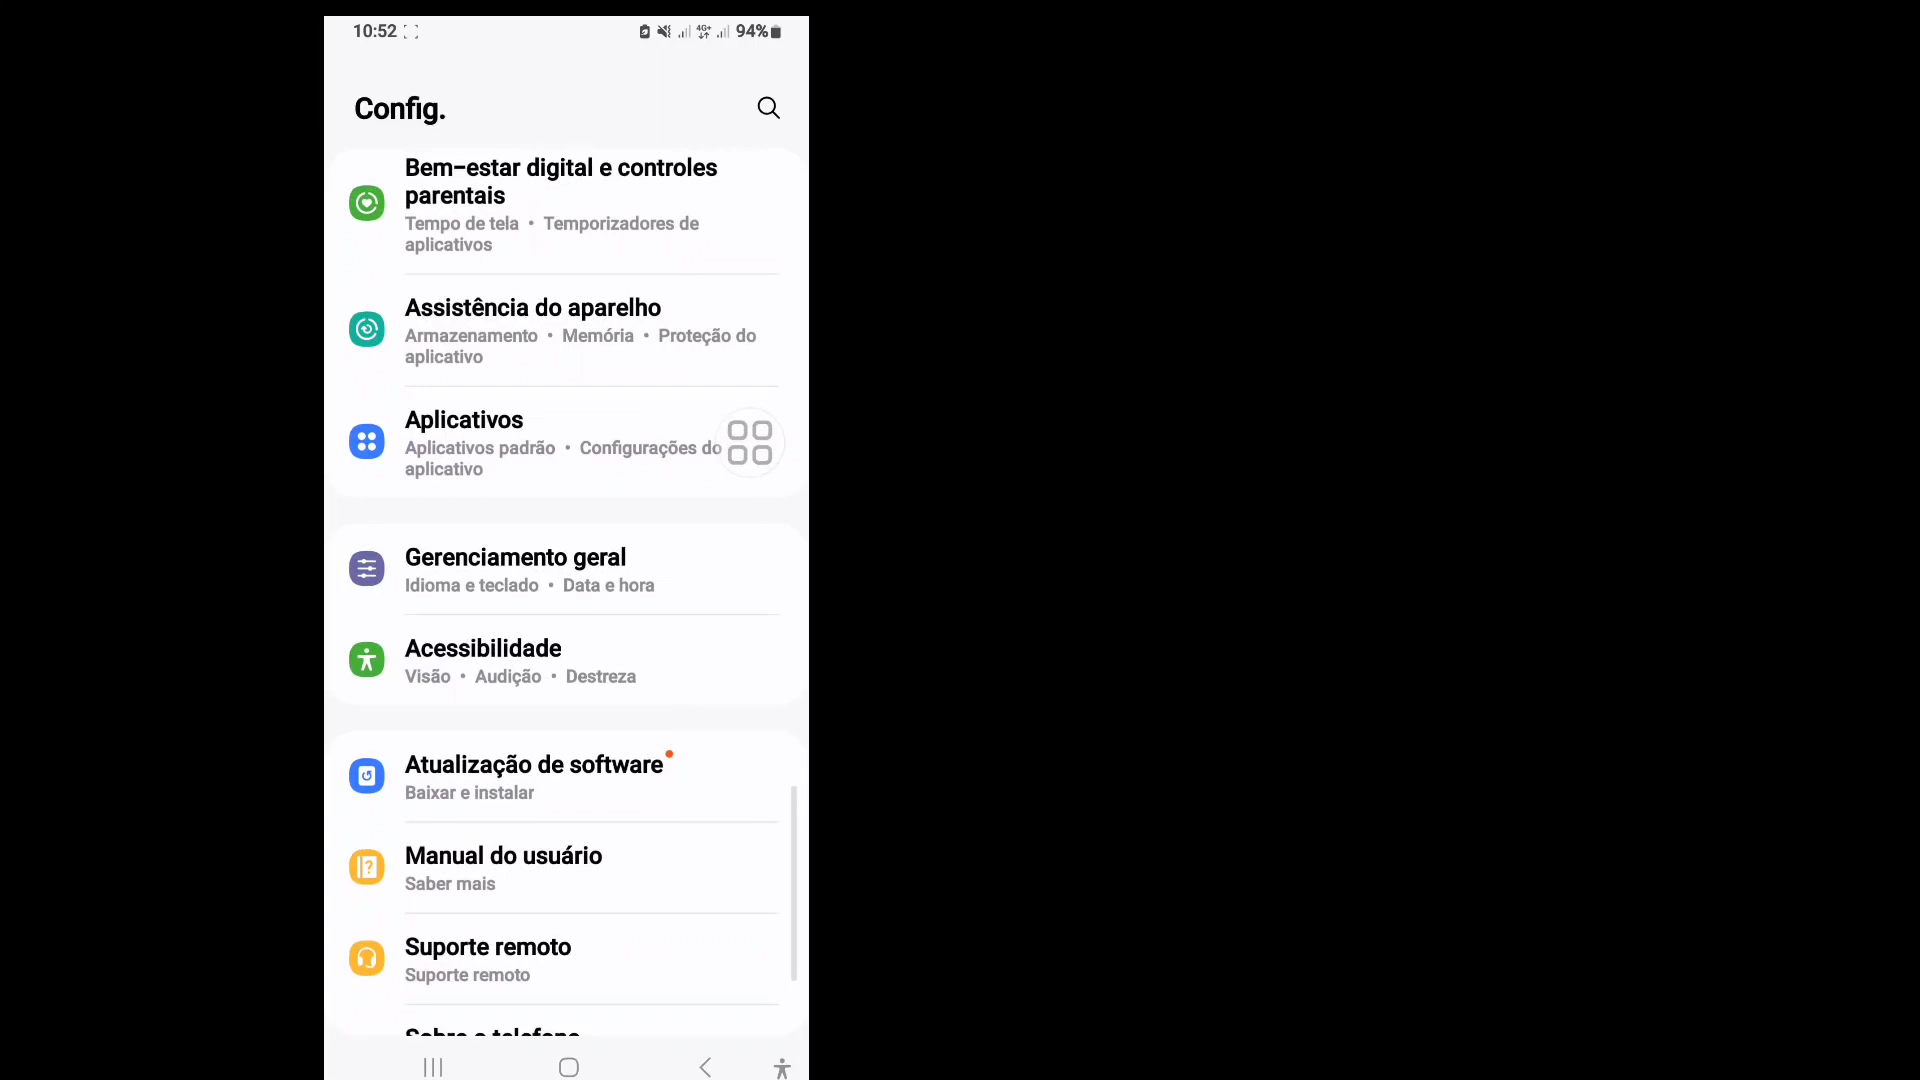 10:52
4G+
94%
Config.
Bem-estar digital e controles
parentais
Tempo de tela • Temporizadores de
aplicativos
Assistência do aparelho
Armazenamento • Memória • Proteção do
aplicativo
Aplicativos
Aplicativos padrão • Configurações do
aplicativo
Gerenciamento geral
Idioma e teclado • Data e hora
Acessibilidade
Visão • Audição • Destreza
Atualização de software
Baixar e instalar
Manual do usuário
Saber mais
Suporte remoto
Suporte remoto
Sobre o telefone